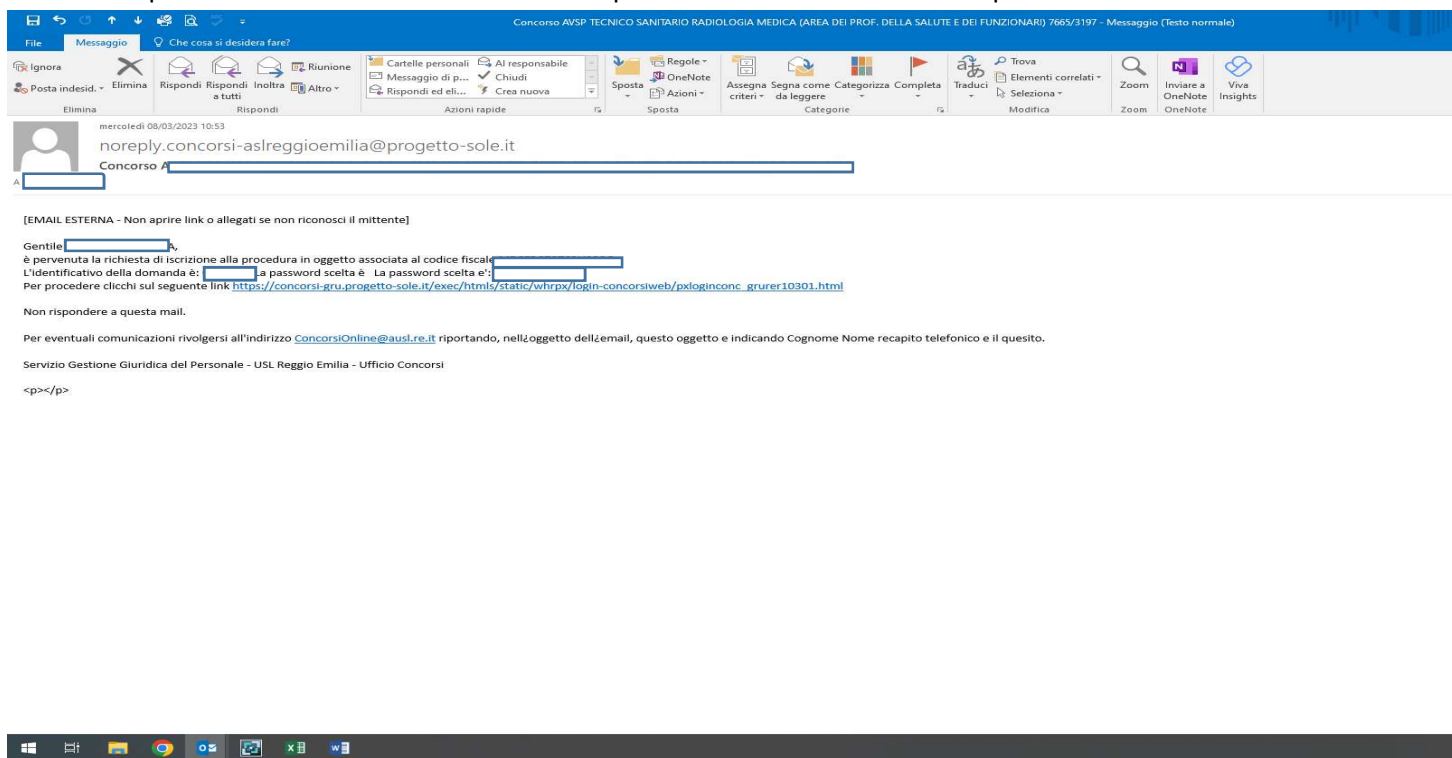 Concorso AVSP TECNICO SANITARIO RADIOLOGIA MEDICA (AREA DEI PROF. DELLA SALUTE E DEI FUNZIONARI) 7665/3197 - Messaggio (Testo normale)
File Messaggio Che cosa si desidera fare?
Ignora
Posta indesid.
Elimina
Elimina
Rispondi
Rispondi a tutti
Inoltra
Riunione
Altro
Rispondi
Cartelle personali
Messaggio di p...
Rispondi ed eli...
Al responsabile
Chiudi
Crea nuova
Azioni rapide
Sposta
Regole
OneNote
Azioni
Sposta
Assegna criteri
Segna come da leggere
Categorizza
Completa
Categorie
Traduci
Trova
Elementi correlati
Seleziona
Modifica
Zoom
Zoom
Inviare a OneNote
OneNote
Viva Insights
mercoledì 08/03/2023 10:53
noreply.concorsi-aslreggioemilia@progetto-sole.it
Concorso A
A
[EMAIL ESTERNA - Non aprire link o allegati se non riconosci il mittente]
Gentile A,
è pervenuta la richiesta di iscrizione alla procedura in oggetto associata al codice fiscale
L'identificativo della domanda è: La password scelta è La password scelta e':
Per procedere clicchi sul seguente link https://concorsi-gru.progetto-sole.it/exec/htmls/static/whrpx/login-concorsiweb/pxloginconc_grurer10301.html
Non rispondere a questa mail.
Per eventuali comunicazioni rivolgersi all'indirizzo ConcorsiOnline@ausl.re.it riportando, nell¿oggetto dell¿email, questo oggetto e indicando Cognome Nome recapito telefonico e il quesito.
Servizio Gestione Giuridica del Personale - USL Reggio Emilia - Ufficio Concorsi
<p></p>